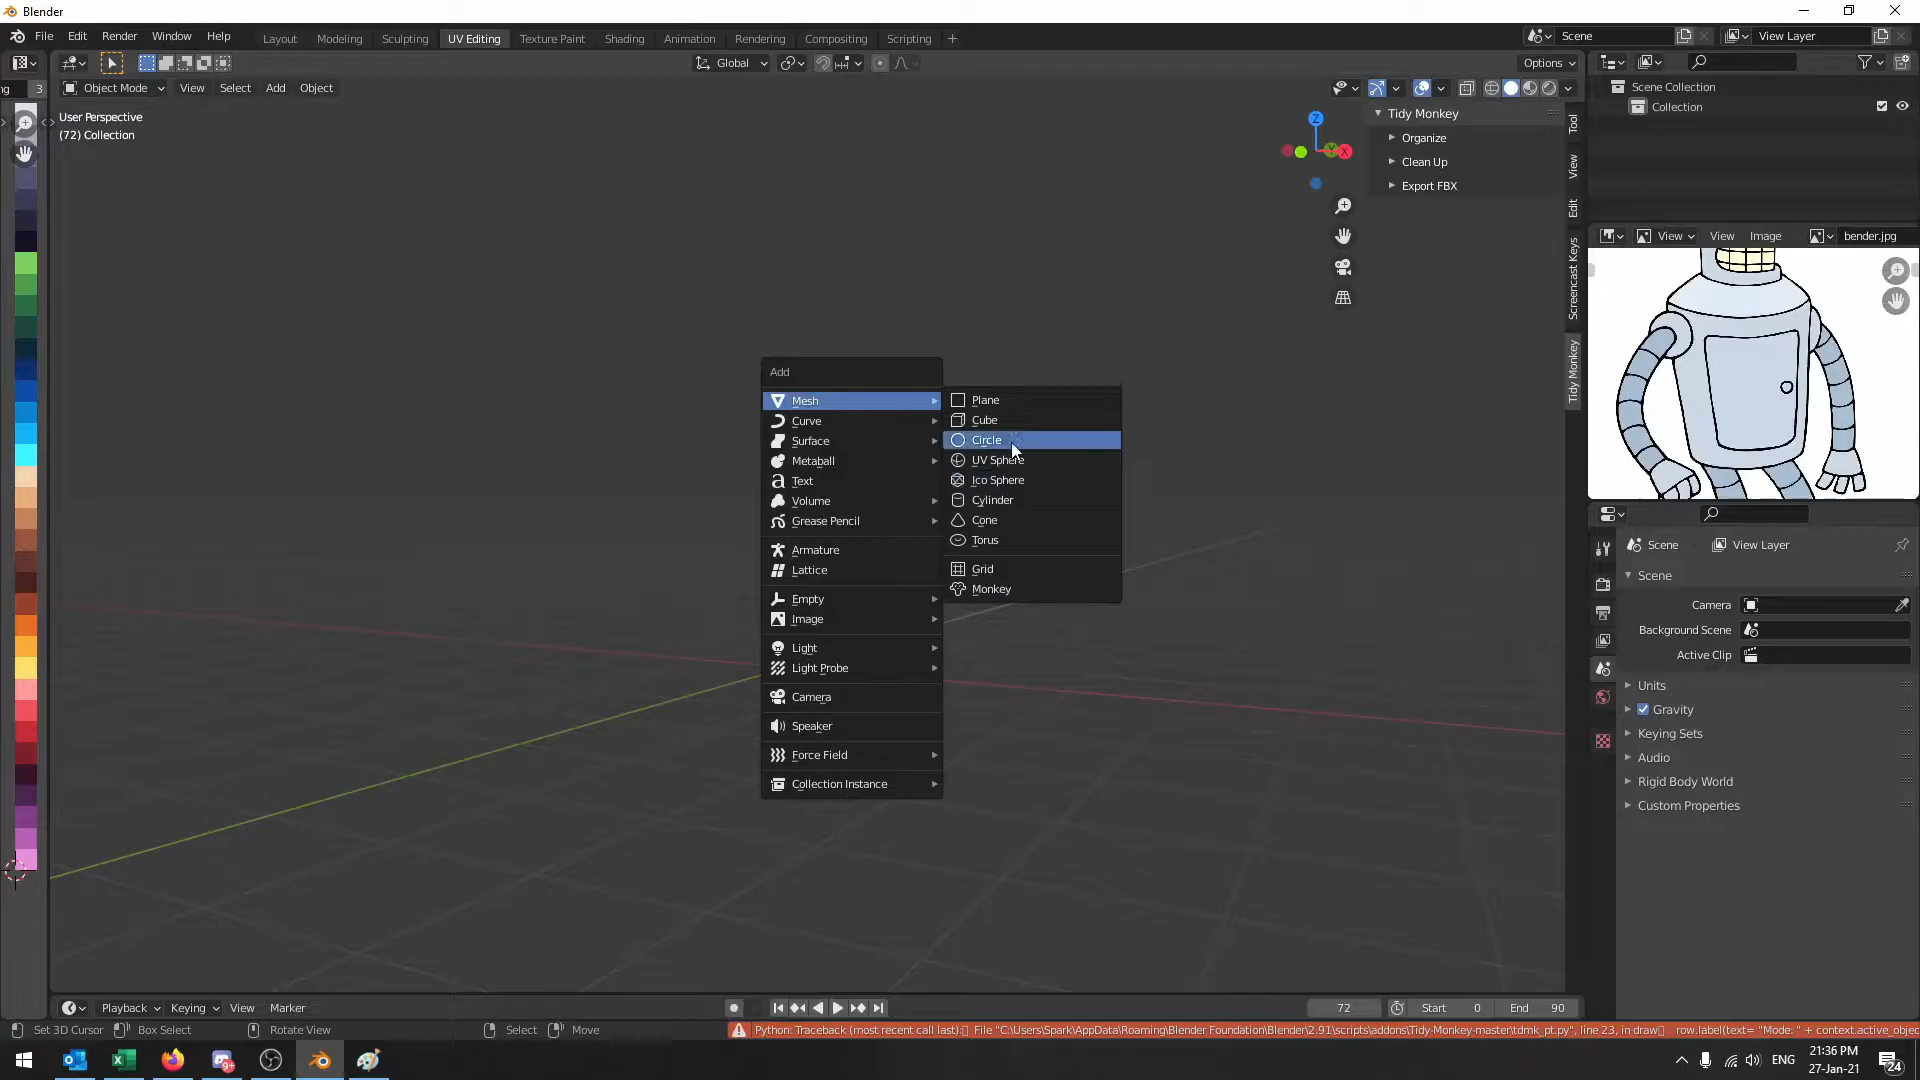 Blender
File Edit Render Window Help
Layout Modeling Sculpting UV Editing Texture Paint Shading Animation Rendering Compositing Scripting +
Scene
View Layer
Global
Options
ng 3
Object Mode View Select Add Object
User Perspective
(72) Collection
Z
Y
X
Tidy Monkey
Organize
Clean Up
Export FBX
Tool
View
Edit
Screencast Keys
Tidy Monkey
Scene Collection
Collection
View View Image bender.jpg
Add
Mesh
Curve
Surface
Metaball
Text
Volume
Grease Pencil
Armature
Lattice
Empty
Image
Light
Light Probe
Camera
Speaker
Force Field
Collection Instance
Plane
Cube
Circle
UV Sphere
Ico Sphere
Cylinder
Cone
Torus
Grid
Monkey
Scene View Layer
Scene
Camera
Background Scene
Active Clip
Units
Gravity
Keying Sets
Audio
Rigid Body World
Custom Properties
Playback Keying View Marker
72 Start 0 End 90
Set 3D Cursor Box Select Rotate View Select Move
Python: Traceback (most recent call last): File "C:\Users\Spark\AppData\Roaming\Blender Foundation\Blender\2.91\scripts\addons\Tidy-Monkey-master\tdmk_pt.py", line 23, in draw row.label(text= "Mode: " + context.active_objec
9+
ENG
21:36 PM
27-Jan-21
24